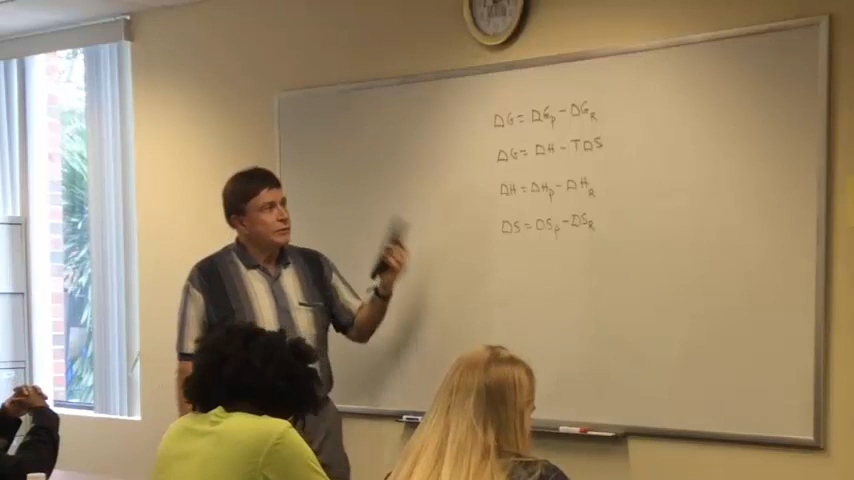 ΔG = ΔG_P - ΔG_R
ΔG = ΔH - TΔS
ΔH = ΔH_P - ΔH_R
ΔS = ΔS_P - ΔS_R